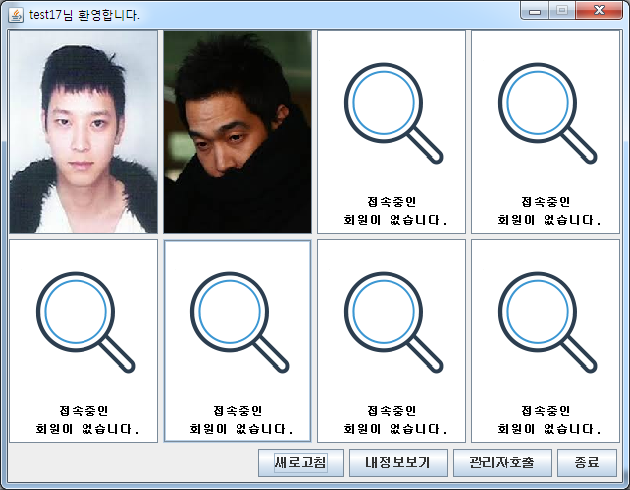 test17님 환영합니다.
접속중인
회원이 없습니다.
접속중인
회원이 없습니다.
접속중인
회원이 없습니다.
접속중인
회원이 없습니다.
접속중인
회원이 없습니다.
접속중인
회원이 없습니다.
새로고침 내정보보기 관리자호출 종료